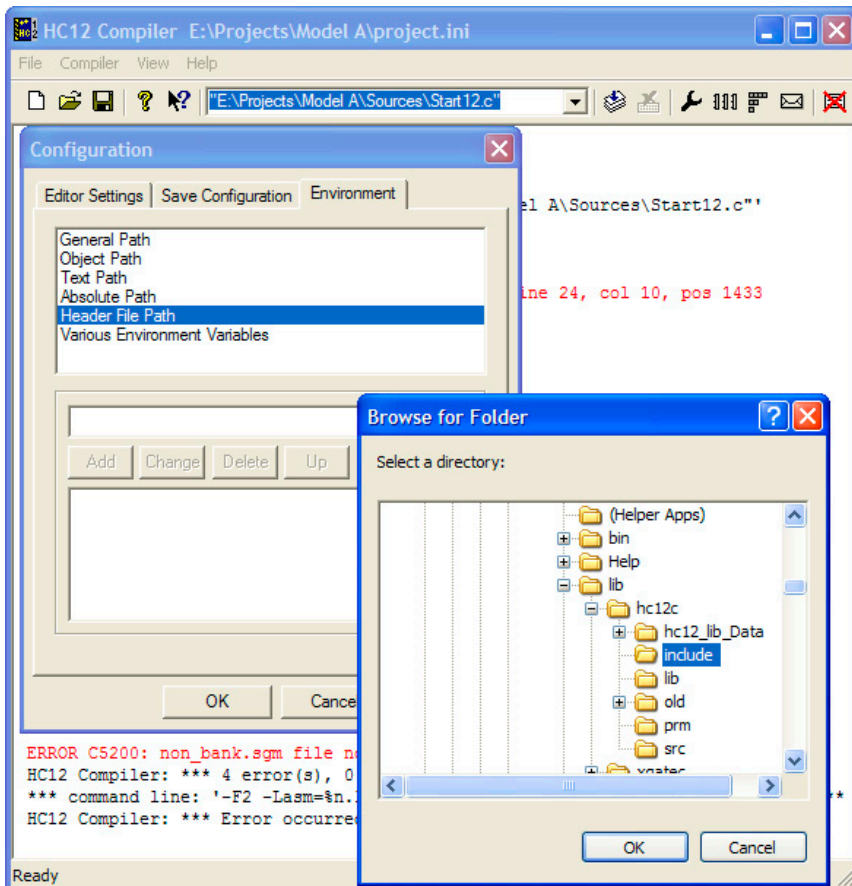 HC12 Compiler E:\Projects\Model A\project.ini
File Compiler View Help
"E:\Projects\Model A\Sources\Start12.c"
Configuration
Editor Settings Save Configuration Environment
el A\Sources\Start12.c"'
General Path
Object Path
Text Path
Absolute Path
ine 24, col 10, pos 1433
Header File Path
Various Environment Variables
Browse for Folder
Add Change Delete Up
Select a directory:
(Helper Apps)
bin
Help
lib
hc12c
hc12_lib_Data
include
lib
old
prm
src
xgatec
OK Cance
OK Cancel
ERROR C5200: non_bank.sgm file no
HC12 Compiler: *** 4 error(s), 0
*** command line: '-F2 -Lasm=%n. **
HC12 Compiler: *** Error occurre
Ready